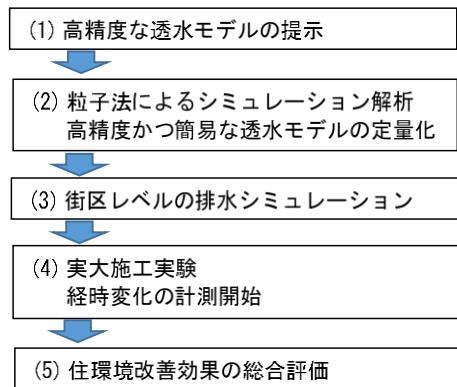 (1) 高精度な透水モデルの提示
(2) 粒子法によるシミュレーション解析
高精度かつ簡易な透水モデルの定量化
(3) 街区レベルの排水シミュレーション
(4) 実大施工実験
経時変化の計測開始
(5) 住環境改善効果の総合評価